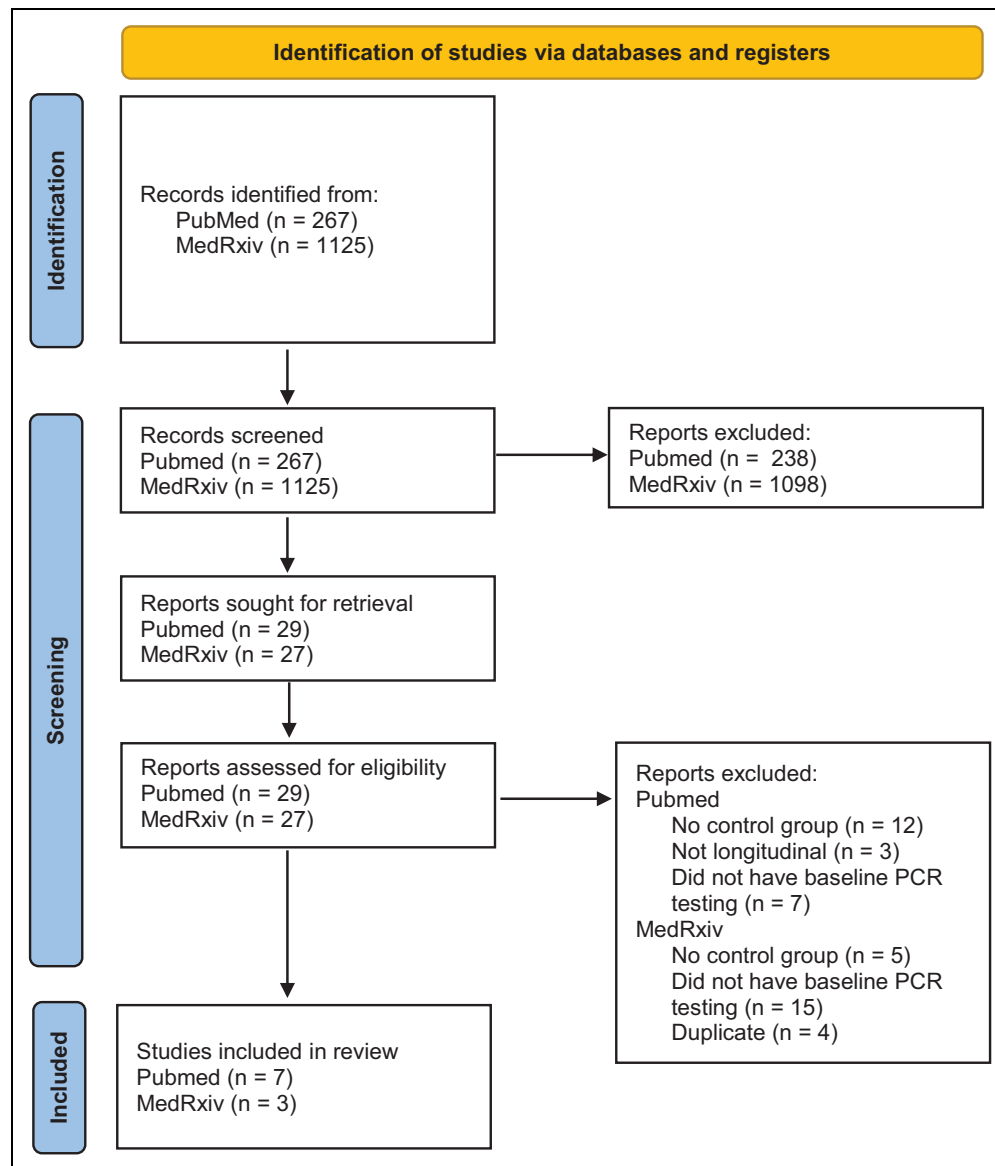 Identification of studies via databases and registers
Identification
Records identified from:
PubMed (n = 267)
MedRxiv (n = 1125)
Screening
Records screened
Pubmed (n = 267)
MedRxiv (n = 1125)
Reports excluded:
Pubmed (n = 238)
MedRxiv (n = 1098)
Reports sought for retrieval
Pubmed (n = 29)
MedRxiv (n = 27)
Reports assessed for eligibility
Pubmed (n = 29)
MedRxiv (n = 27)
Reports excluded:
Pubmed
No control group (n = 12)
Not longitudinal (n = 3)
Did not have baseline PCR
testing (n = 7)
MedRxiv
No control group (n = 5)
Did not have baseline PCR
testing (n = 15)
Duplicate (n = 4)
Included
Studies included in review
Pubmed (n = 7)
MedRxiv (n = 3)